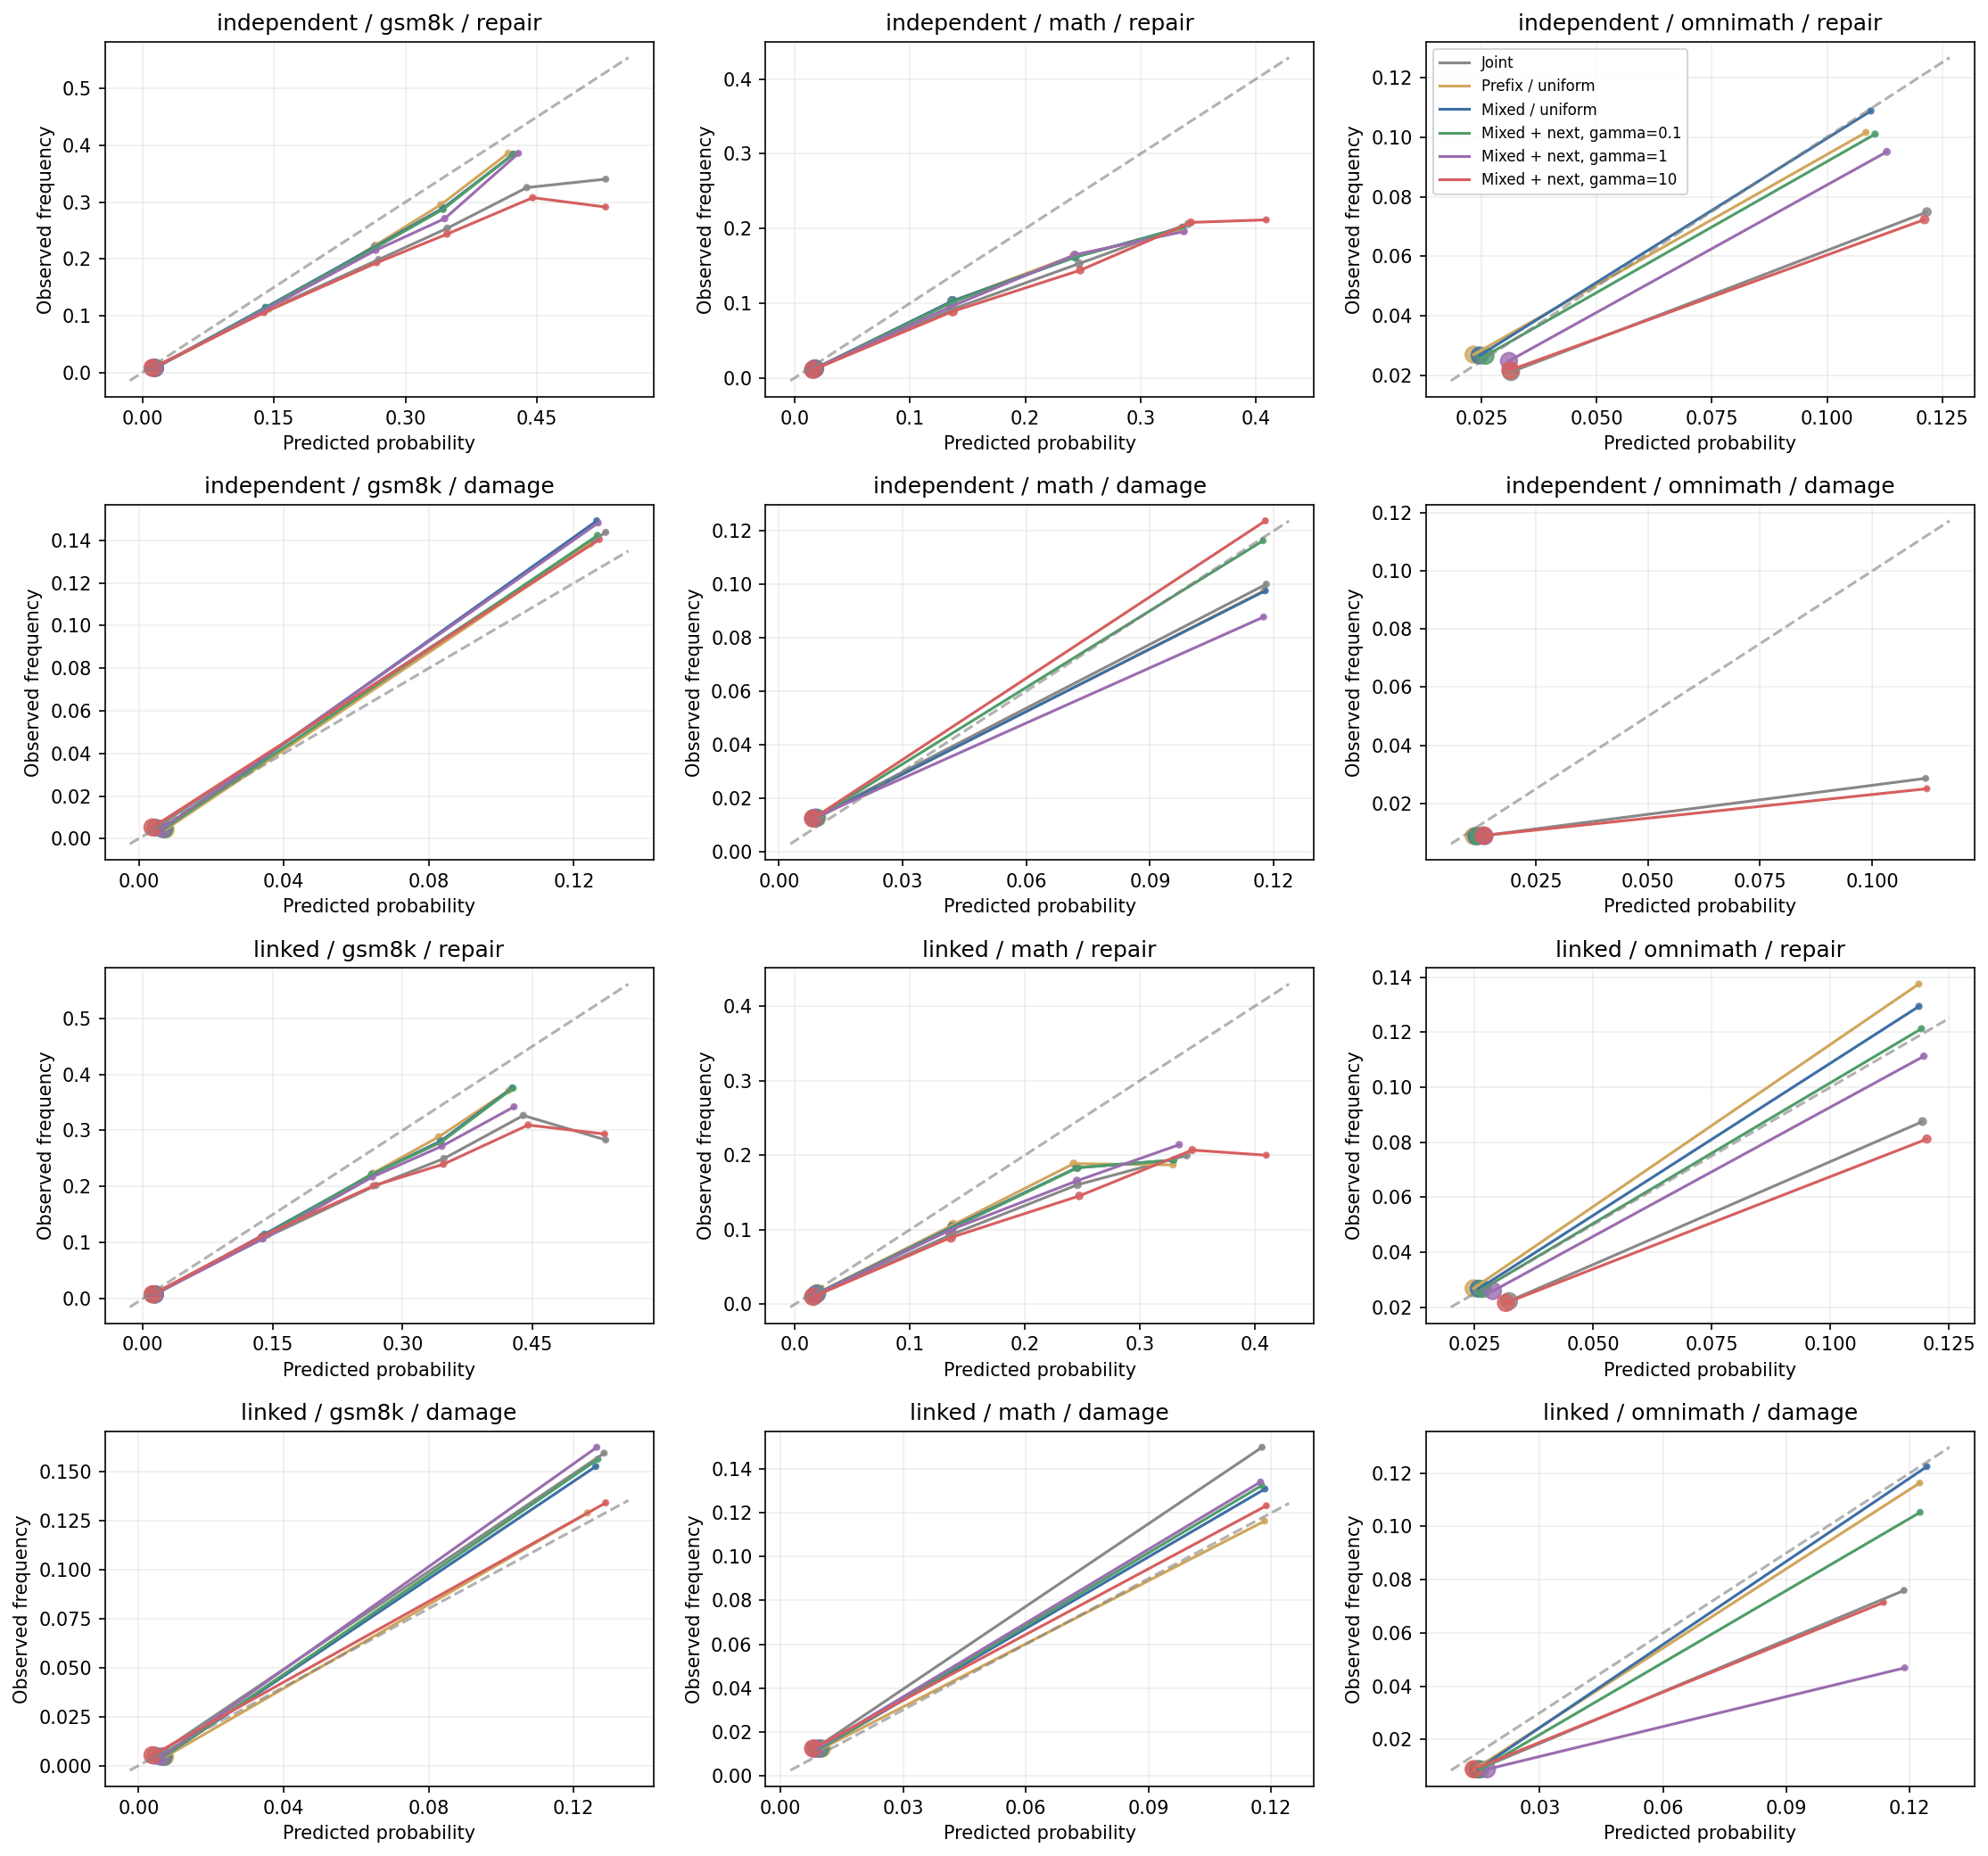 independent / gsm8k / repair
independent / math / repair
independent / omnimath / repair
Observed frequency
0.5
0.4
0.3
0.2
0.1
0.0
0.00 0.15 0.30 0.45
Predicted probability
Observed frequency
0.4
0.3
0.2
0.1
0.0
0.0 0.1 0.2 0.3 0.4
Predicted probability
Observed frequency
0.12
0.10
0.08
0.06
0.04
0.02
Joint
Prefix / uniform
Mixed / uniform
Mixed + next, gamma=0.1
Mixed + next, gamma=1
Mixed + next, gamma=10
0.025 0.050 0.075 0.100 0.125
Predicted probability
independent / gsm8k / damage
independent / math / damage
independent / omnimath / damage
Observed frequency
0.14
0.12
0.10
0.08
0.06
0.04
0.02
0.00
0.00 0.04 0.08 0.12
Predicted probability
Observed frequency
0.12
0.10
0.08
0.06
0.04
0.02
0.00
0.00 0.03 0.06 0.09 0.12
Predicted probability
Observed frequency
0.12
0.10
0.08
0.06
0.04
0.02
0.025 0.050 0.075 0.100
Predicted probability
linked / gsm8k / repair
linked / math / repair
linked / omnimath / repair
Observed frequency
0.5
0.4
0.3
0.2
0.1
0.0
0.00 0.15 0.30 0.45
Predicted probability
Observed frequency
0.4
0.3
0.2
0.1
0.0
0.0 0.1 0.2 0.3 0.4
Predicted probability
Observed frequency
0.14
0.12
0.10
0.08
0.06
0.04
0.02
0.025 0.050 0.075 0.100 0.125
Predicted probability
linked / gsm8k / damage
linked / math / damage
linked / omnimath / damage
Observed frequency
0.150
0.125
0.100
0.075
0.050
0.025
0.000
0.00 0.04 0.08 0.12
Predicted probability
Observed frequency
0.14
0.12
0.10
0.08
0.06
0.04
0.02
0.00
0.00 0.03 0.06 0.09 0.12
Predicted probability
Observed frequency
0.12
0.10
0.08
0.06
0.04
0.02
0.03 0.06 0.09 0.12
Predicted probability